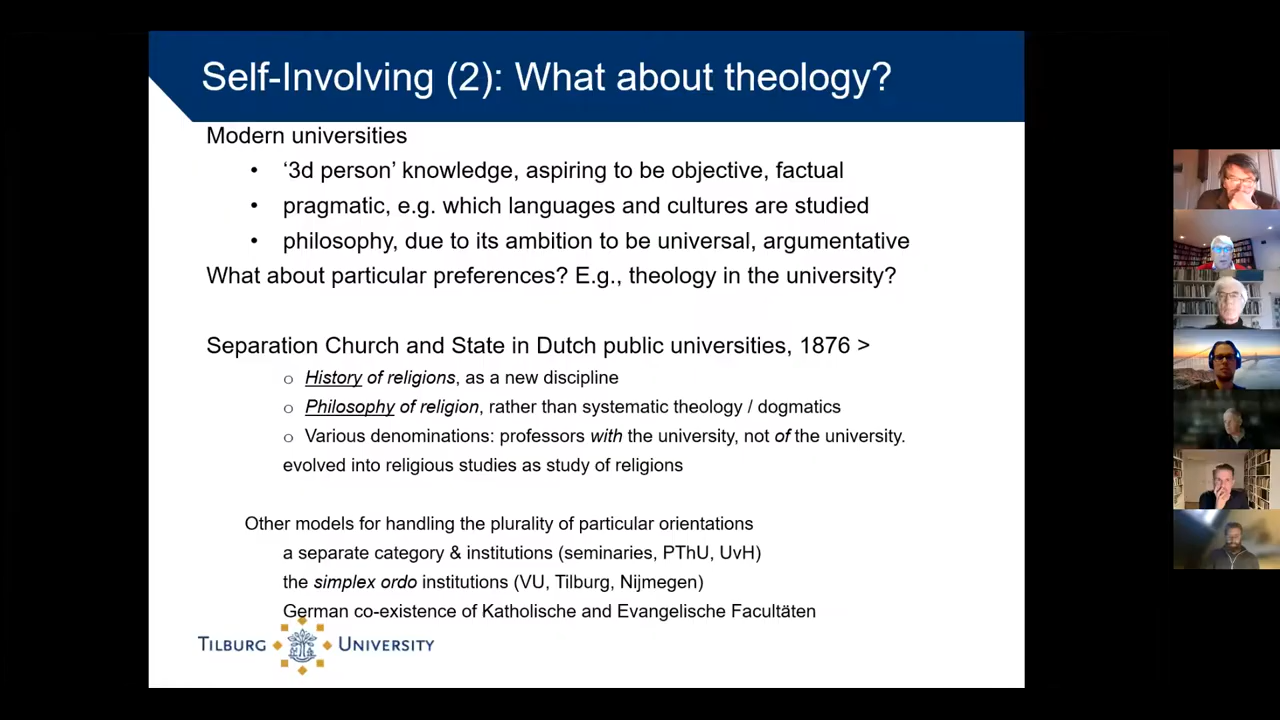 Self-Involving (2): What about theology?
Modern universities
• ‘3d person’ knowledge, aspiring to be objective, factual
• pragmatic, e.g. which languages and cultures are studied
• philosophy, due to its ambition to be universal, argumentative
What about particular preferences? E.g., theology in the university?
Separation Church and State in Dutch public universities, 1876 >
o History of religions, as a new discipline
o Philosophy of religion, rather than systematic theology / dogmatics
o Various denominations: professors with the university, not of the university.
evolved into religious studies as study of religions
Other models for handling the plurality of particular orientations
a separate category & institutions (seminaries, PThU, UvH)
the simplex ordo institutions (VU, Tilburg, Nijmegen)
German co-existence of Katholische and Evangelische Facultäten
TILBURG UNIVERSITY